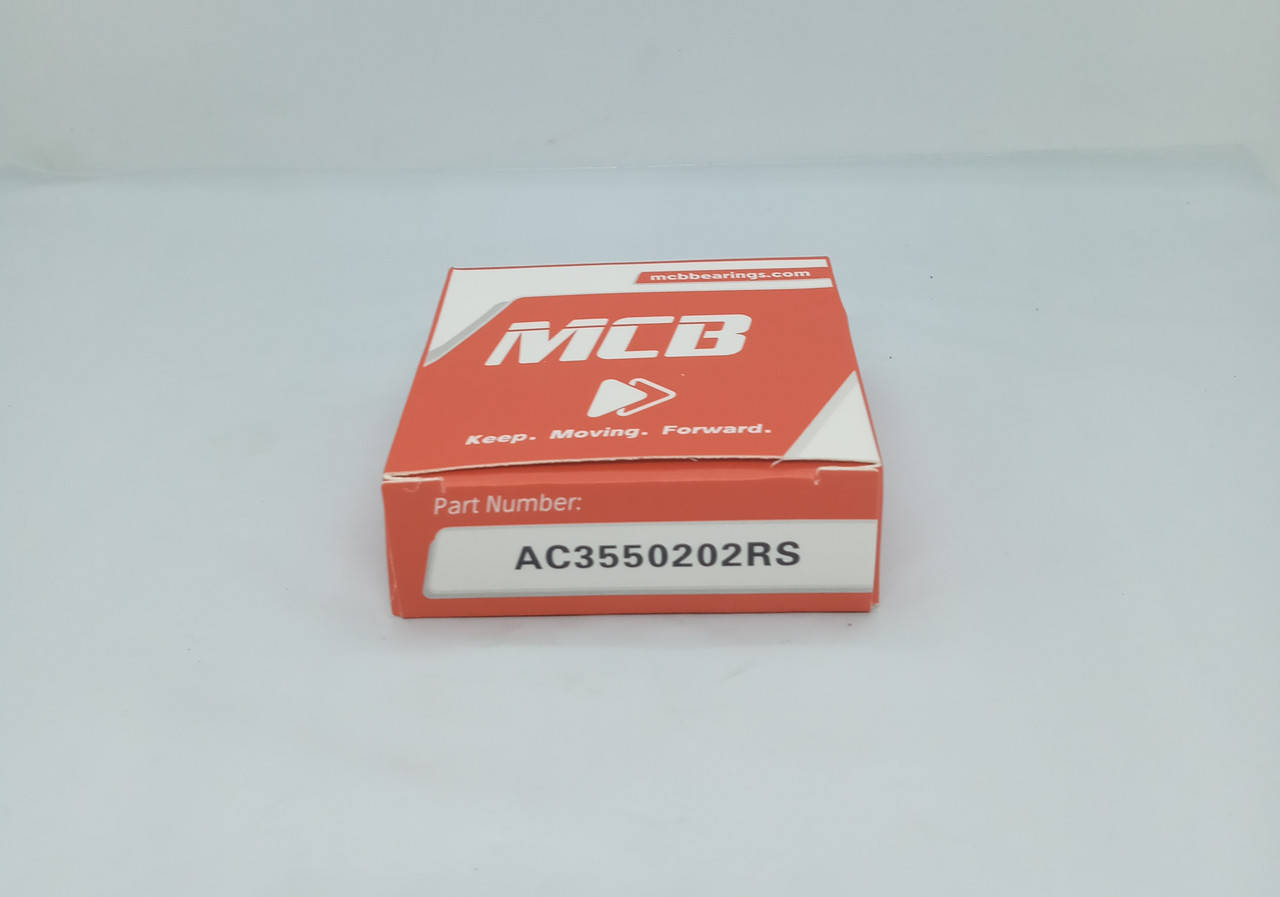 mcbbearings.com
MCB
Keep. Moving. Forward.
Part Number:
AC3550202RS